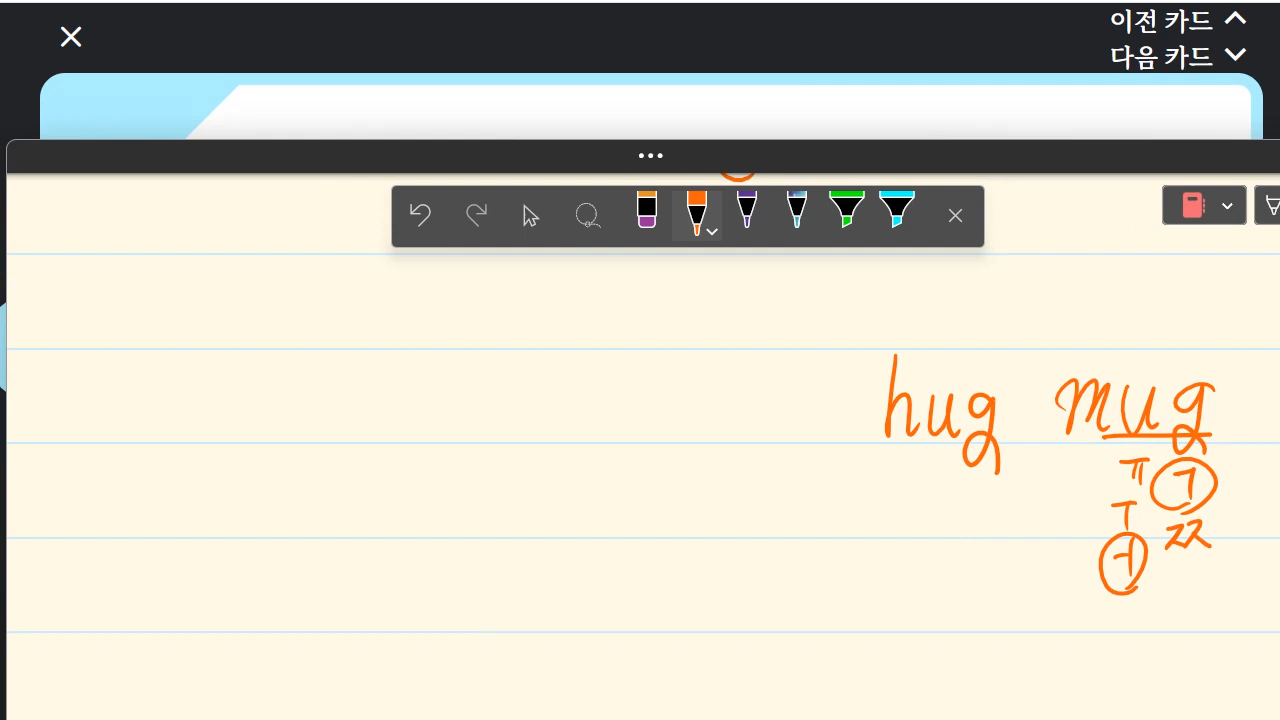 이전 카드
다음 카드
hug mug
ㅠ ㄱ
ㅜ ㅈㅈ
ㅓ